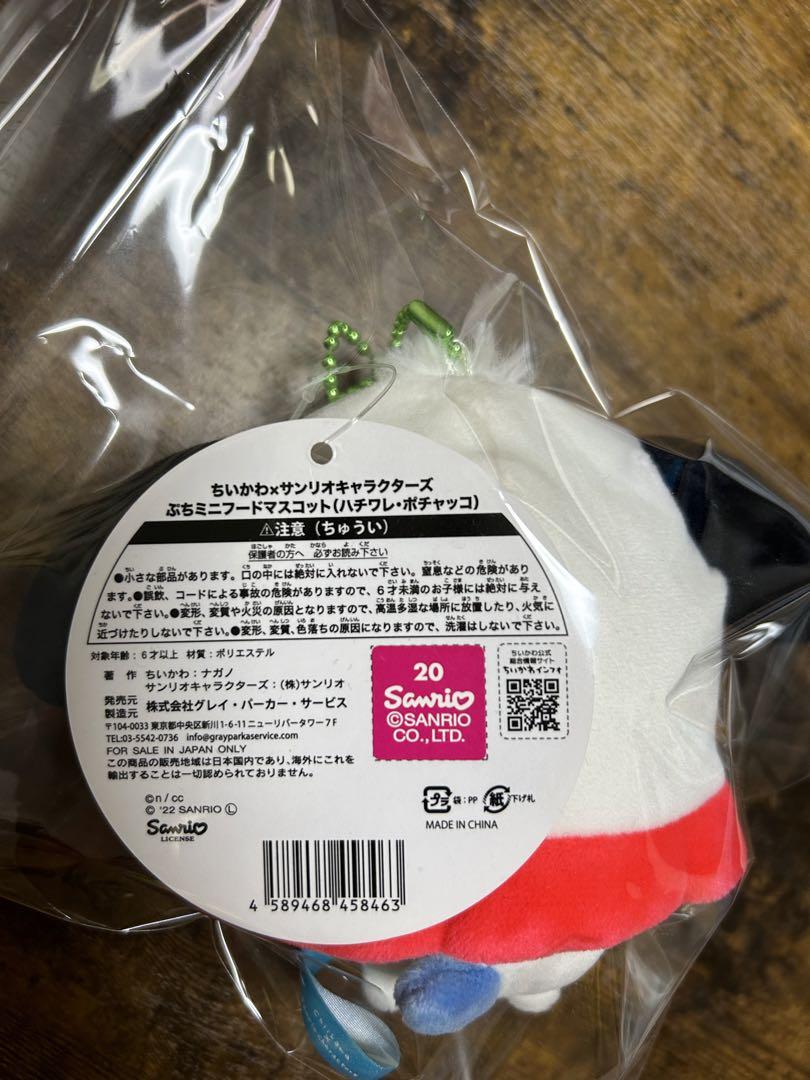 ちいかわ×サンリオキャラクターズ
ぷちミニフードマスコット(ハチワレ・ポチャッコ)
⚠注意(ちゅうい)
保護者の方へ 必ずお読み下さい
●小さな部品があります。口の中には絶対に入れないで下さい。窒息などの危険があり
ます。●誤飲、コードによる事故の危険がありますので、6才未満のお子様には絶対に与え
ないで下さい。●変形、変質や火災の原因となりますので、高温多湿な場所に放置したり、火気に
近づけたりしないで下さい。●変形、変質、色落ちの原因になりますので、洗濯はしないで下さい。
対象年齢:6才以上 材質:ポリエステル
著作 ちいかわ:ナガノ
サンリオキャラクターズ:(株)サンリオ
発売元
製造元 株式会社グレイ・パーカー・サービス
〒104-0033 東京都中央区新川1-6-11ニューリバータワー7F
TEL:03-5542-0736 info@grayparkaservice.com
FOR SALE IN JAPAN ONLY
この商品の販売地域は日本国内であり、海外にこれを
輸出することは一切認められておりません。
20
Sanrio
©SANRIO
CO.,LTD.
ちいかわ公式
総合情報サイト
ちいかわインフォ
©n / cc
© '22 SANRIO Ⓛ
Sanrio
LICENSE
プラ 袋:PP 紙 下げ札
MADE IN CHINA
4 589468 458463